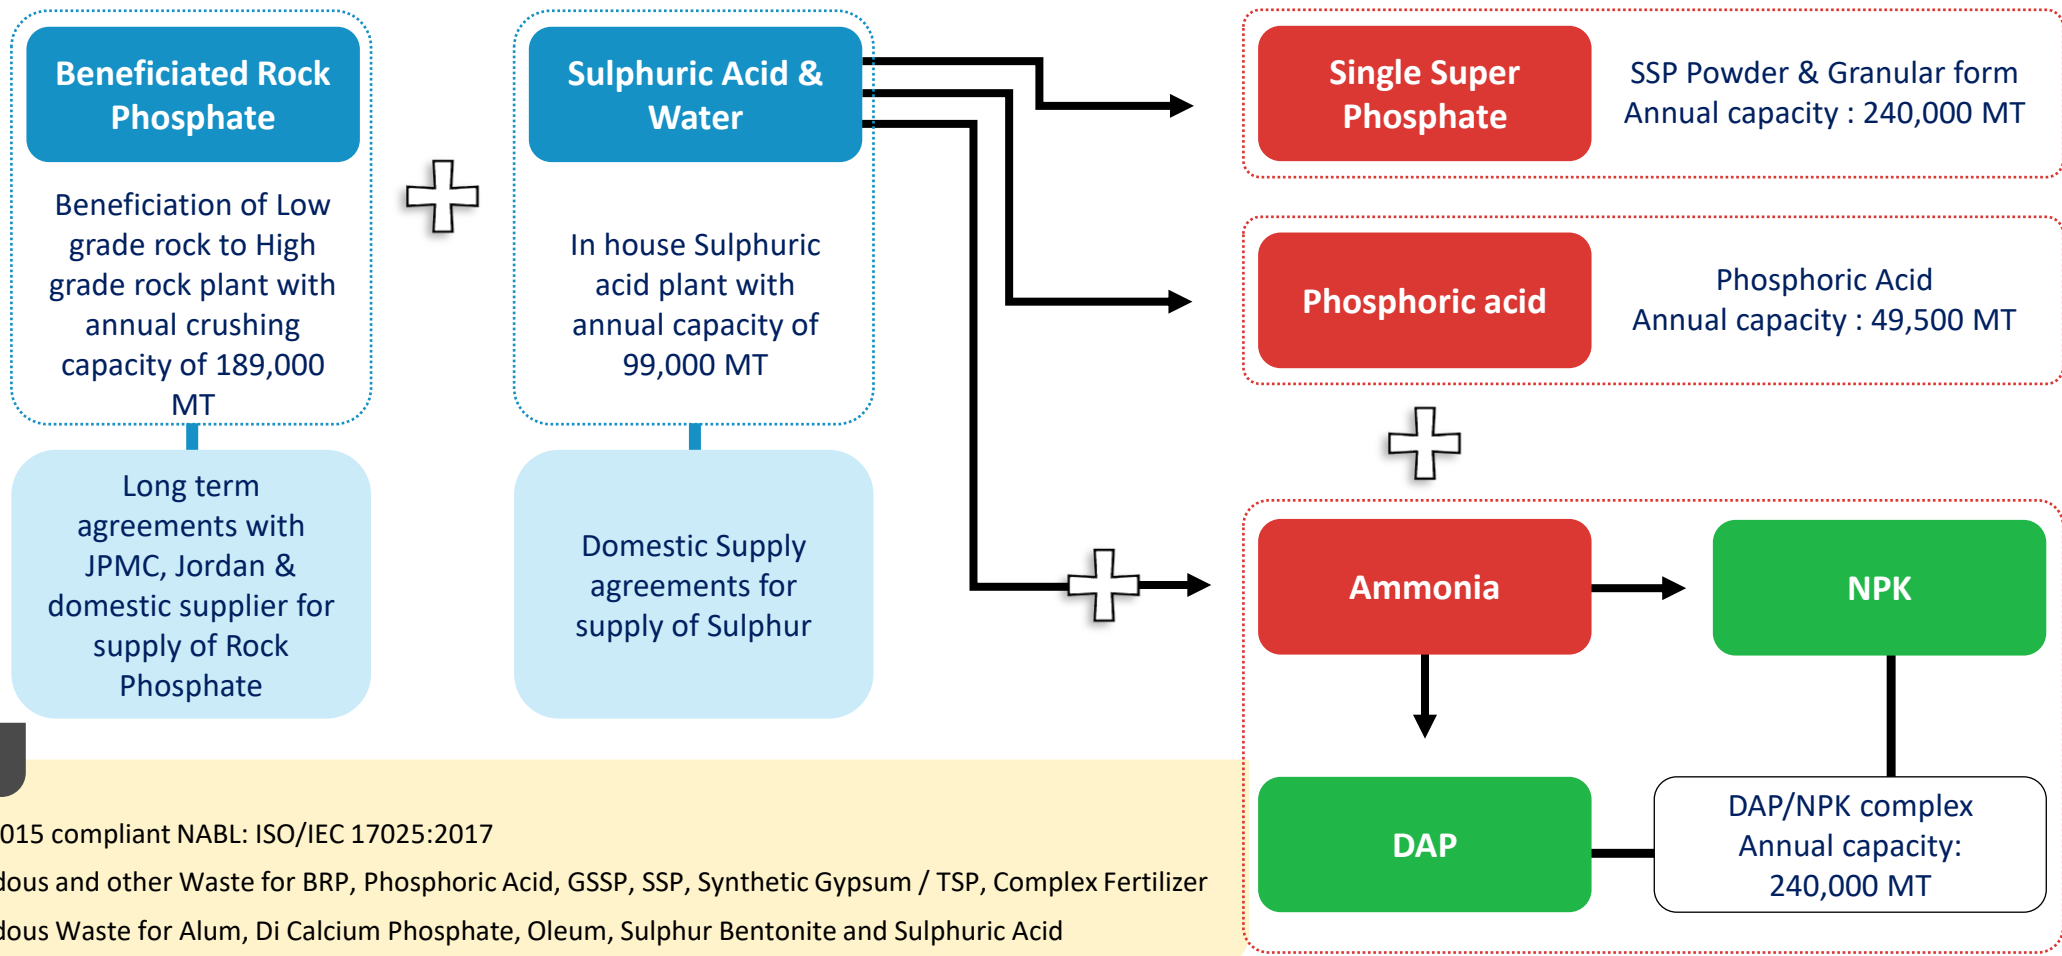 Beneficiated Rock
Phosphate
Beneficiation of Low
grade rock to High
grade rock plant with
annual crushing
capacity of 189,000
MT
Long term
agreements with
JPMC, Jordan &
domestic supplier for
supply of Rock
Phosphate
Sulphuric Acid &
Water
In house Sulphuric
acid plant with
annual capacity of
99,000 MT
Domestic Supply
agreements for
supply of Sulphur
Single Super
Phosphate
SSP Powder & Granular form
Annual capacity : 240,000 MT
Phosphoric acid
Phosphoric Acid
Annual capacity : 49,500 MT
Ammonia
NPK
DAP
DAP/NPK complex
Annual capacity:
240,000 MT
015 compliant NABL: ISO/IEC 17025:2017
dous and other Waste for BRP, Phosphoric Acid, GSSP, SSP, Synthetic Gypsum / TSP, Complex Fertilizer
dous Waste for Alum, Di Calcium Phosphate, Oleum, Sulphur Bentonite and Sulphuric Acid